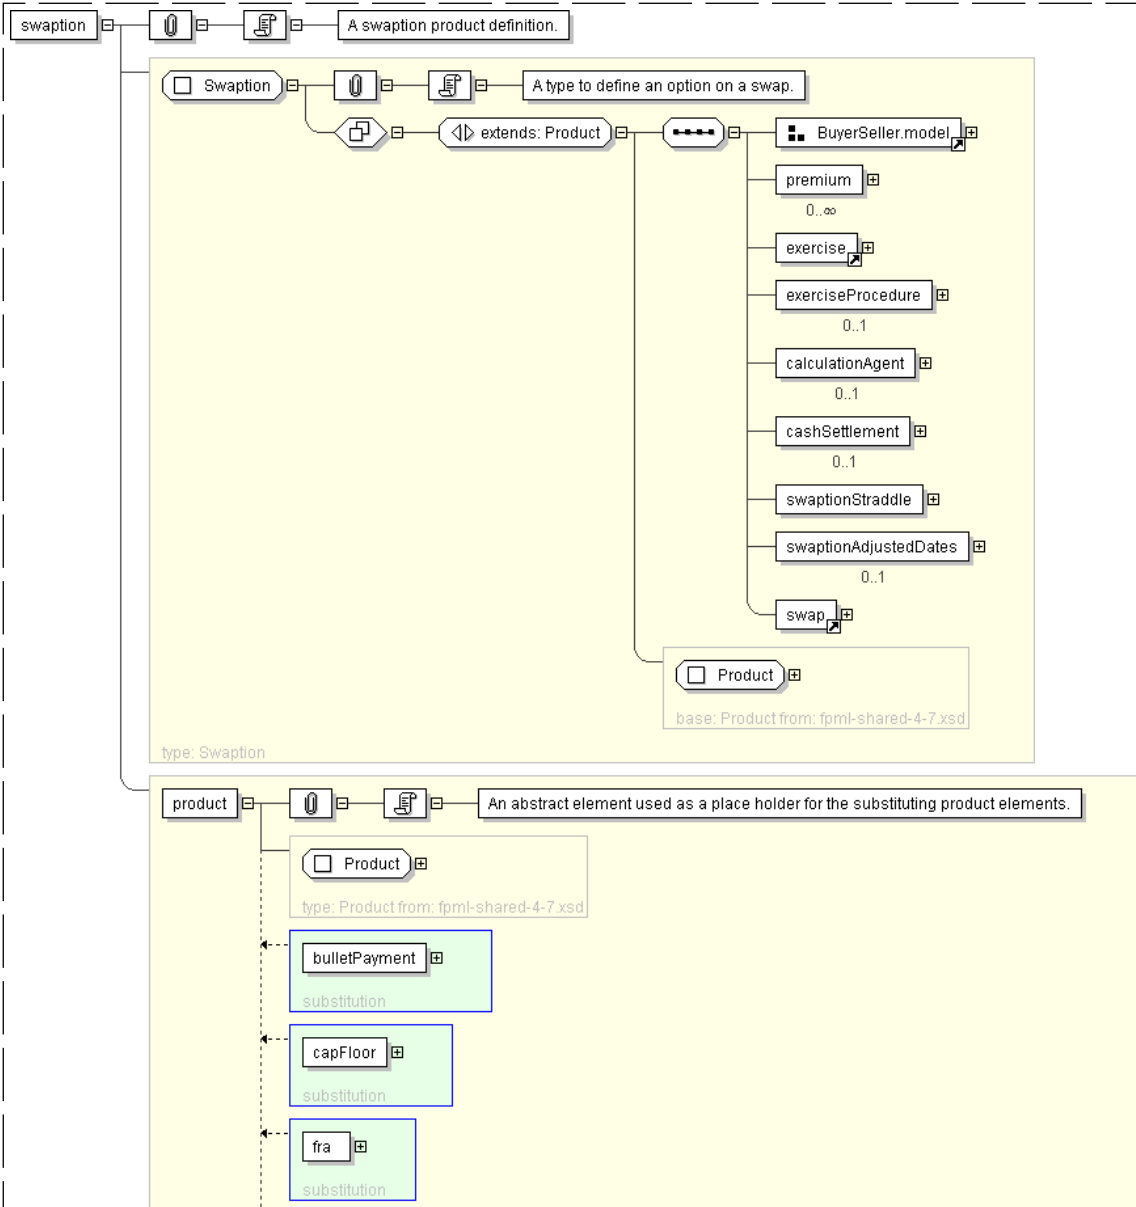 swaption
A swaption product definition.
Swaption
A type to define an option on a swap.
extends: Product
BuyerSeller.model
premium
0..∞
exercise
exerciseProcedure
0..1
calculationAgent
0..1
cashSettlement
0..1
swaptionStraddle
swaptionAdjustedDates
0..1
swap
Product
base: Product from: fpml-shared-4-7.xsd
type: Swaption
product
An abstract element used as a place holder for the substituting product elements.
Product
type: Product from: fpml-shared-4-7.xsd
bulletPayment
substitution
capFloor
substitution
fra
substitution